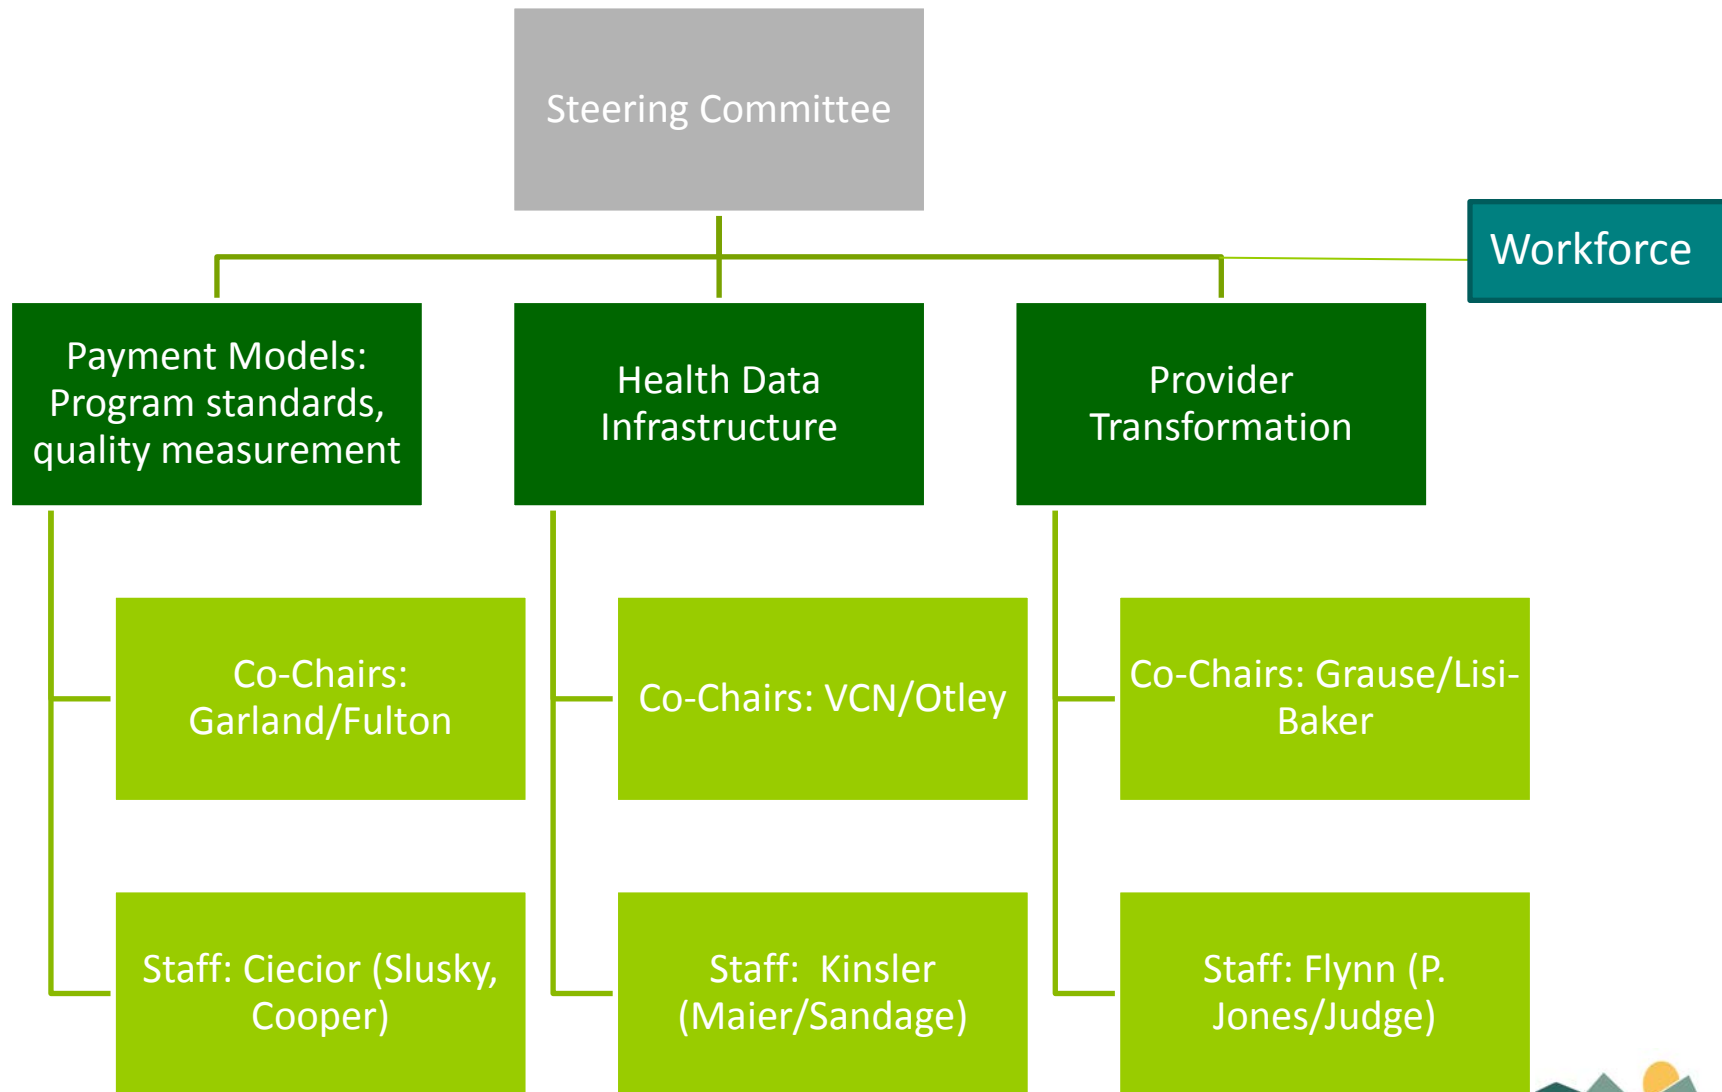 Steering Committee
Workforce
Payment Models:
Program standards,
quality measurement
Health Data
Infrastructure
Provider
Transformation
Co-Chairs:
Garland/Fulton
Co-Chairs: VCN/Otley
Co-Chairs: Grause/Lisi-
Baker
Staff: Ciecior (Slusky,
Cooper)
Staff:  Kinsler
(Maier/Sandage)
Staff: Flynn (P.
Jones/Judge)